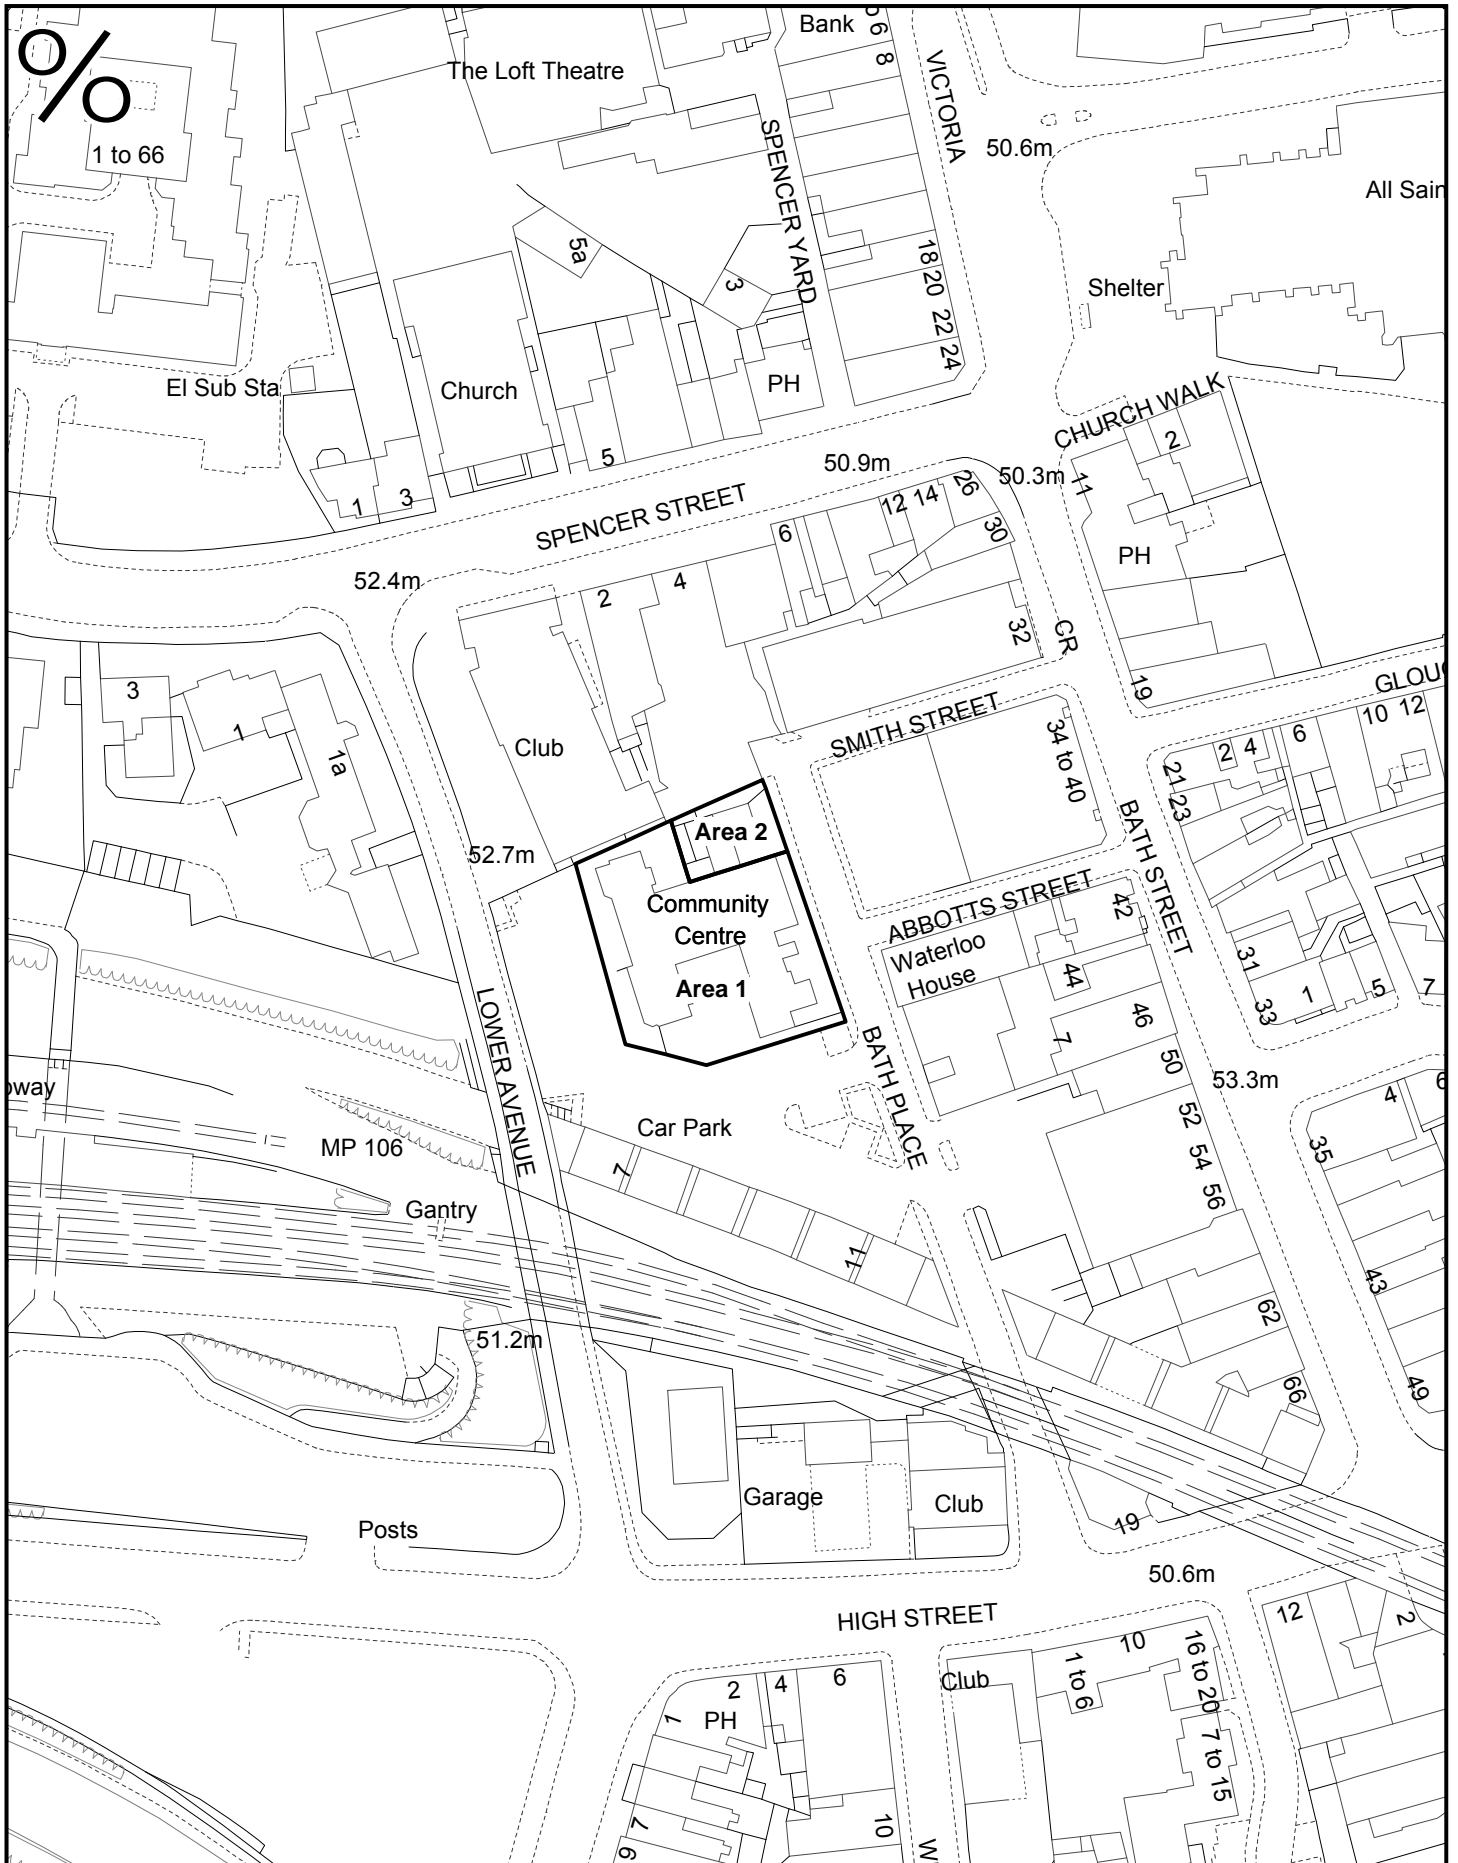 %
Bank
6
8
VICTORIA
The Loft Theatre
1 to 66
SPENCER YARD
50.6m
All Sain
5a
3
18
20
22
24
Shelter
El Sub Sta
Church
PH
CHURCH WALK
2
5
1
3
50.9m
50.3m
11
SPENCER STREET
12
14
26
30
6
PH
52.4m
2
4
32
CR
19
GLOUC
3
1
1a
Club
SMITH STREET
34 to 40
2
4
6
10
12
21
23
BATH STREET
Area 2
52.7m
Community
Centre
Area 1
ABBOTTS STREET
42
Waterloo
House
44
46
7
50
31
33
1
5
7
LOWER AVENUE
BATH PLACE
53.3m
way
MP 106
Car Park
7
11
52
54
56
4
6
35
Gantry
43
62
51.2m
66
49
Garage
Club
Posts
19
50.6m
HIGH STREET
12
2
2
4
6
1
PH
Club
1 to 6
10
16 to 20
7 to 15
7
9
10
W